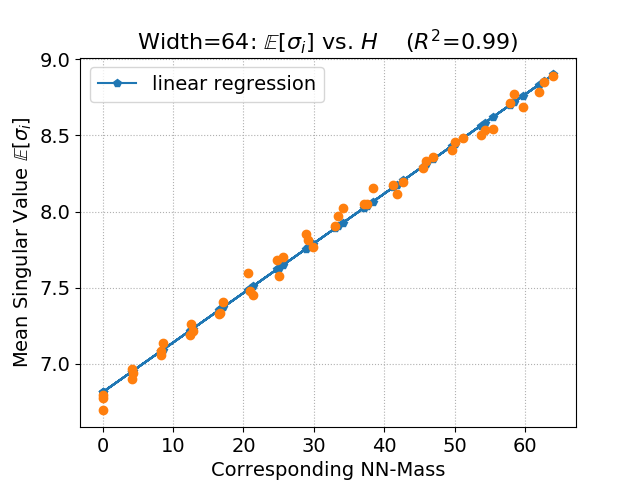 Width=64: 𝔼[σᵢ] vs. H (R²=0.99)
linear regression
Mean Singular Value 𝔼[σᵢ]
9.0
8.5
8.0
7.5
7.0
0 10 20 30 40 50 60
Corresponding NN-Mass